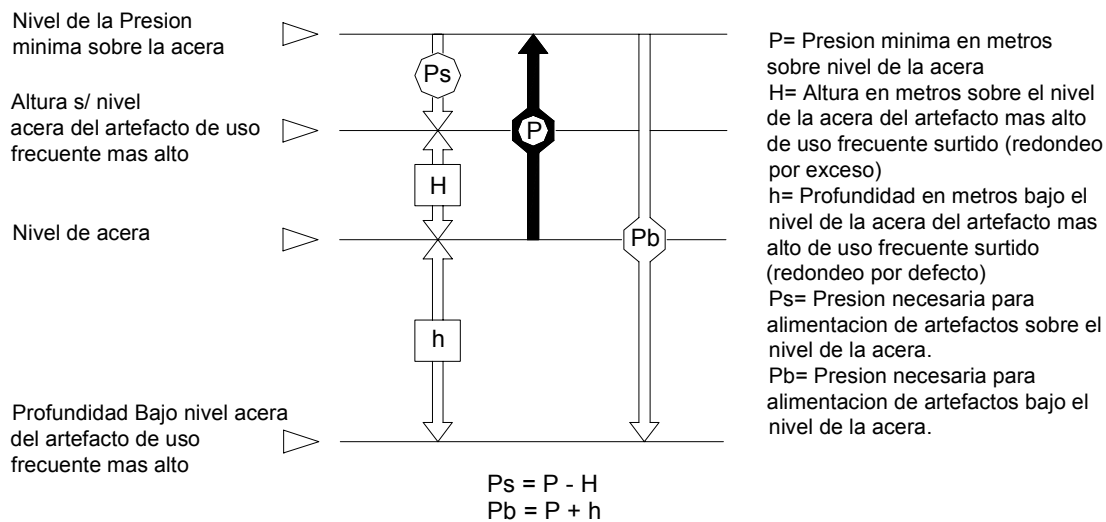 Nivel de la Presion
minima sobre la acera
Altura s/ nivel
acera del artefacto de uso
frecuente mas alto
Nivel de acera
Profundidad Bajo nivel acera
del artefacto de uso
frecuente mas alto
Ps
H
h
P
Pb
P= Presion minima en metros
sobre nivel de la acera
H= Altura en metros sobre el nivel
de la acera del artefacto mas alto
de uso frecuente surtido (redondeo
por exceso)
h= Profundidad en metros bajo el
nivel de la acera del artefacto mas
alto de uso frecuente surtido
(redondeo por defecto)
Ps= Presion necesaria para
alimentacion de artefactos sobre el
nivel de la acera.
Pb= Presion necesaria para
alimentacion de artefactos bajo el
nivel de la acera.
Ps = P - H
Pb = P + h